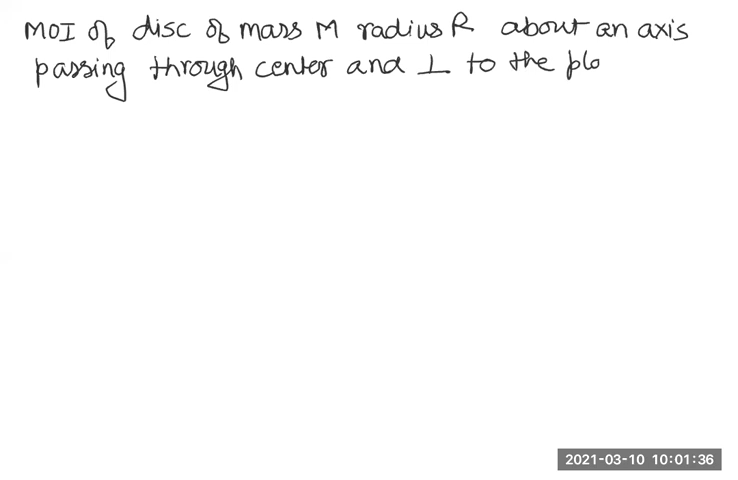 MOI of disc of mass M radius R about an axis
passing through center and ⊥ to the pla
2021-03-10 10:01:36